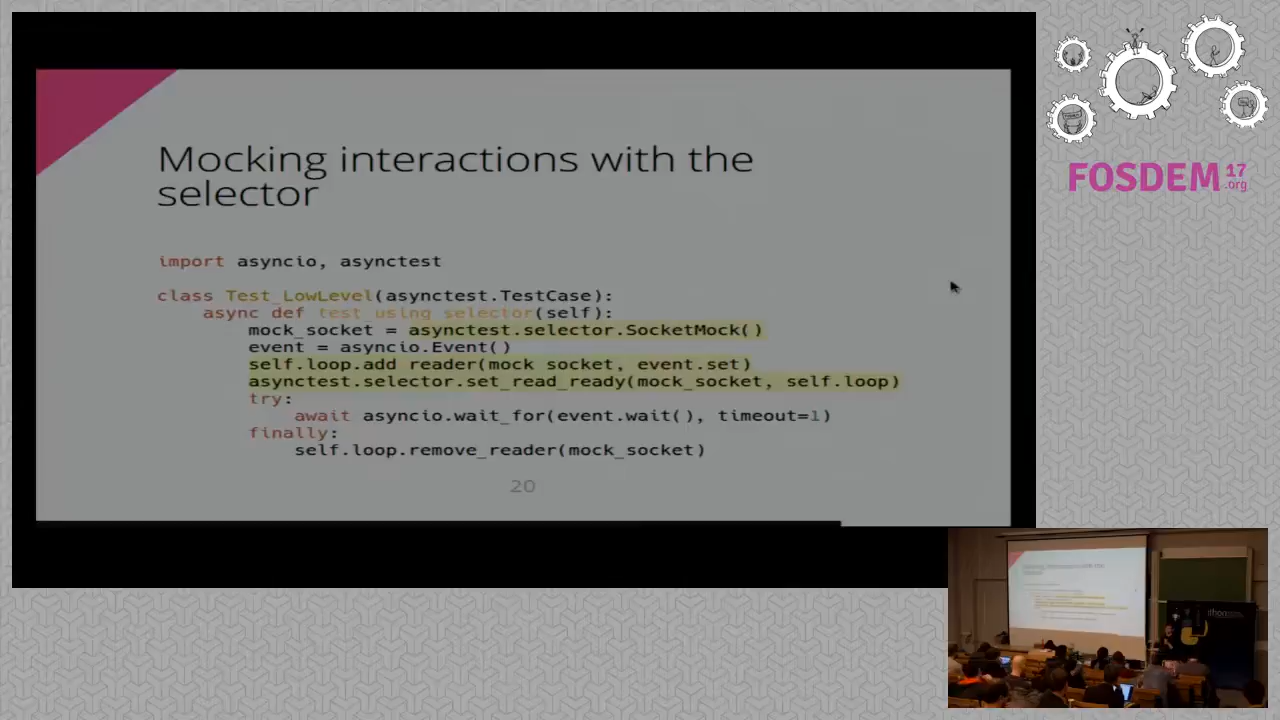 Mocking interactions with the
selector
import asyncio, asynctest
class Test_LowLevel(asynctest.TestCase):
async def test_using_selector(self):
mock_socket = asynctest.selector.SocketMock()
event = asyncio.Event()
self.loop.add_reader(mock_socket, event.set)
asynctest.selector.set_read_ready(mock_socket, self.loop)
try:
await asyncio.wait_for(event.wait(), timeout=1)
finally:
self.loop.remove_reader(mock_socket)
20
FOSDEM 17
.org